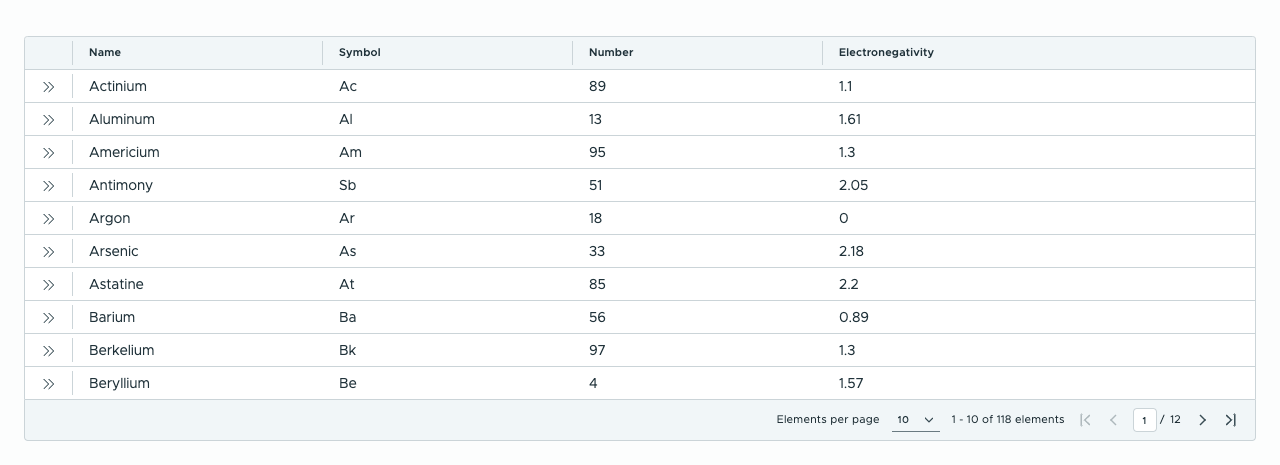 Name Symbol Number Electronegativity
Actinium Ac 89 1.1
Aluminum Al 13 1.61
Americium Am 95 1.3
Antimony Sb 51 2.05
Argon Ar 18 0
Arsenic As 33 2.18
Astatine At 85 2.2
Barium Ba 56 0.89
Berkelium Bk 97 1.3
Beryllium Be 4 1.57
Elements per page 10 1 - 10 of 118 elements 1 / 12